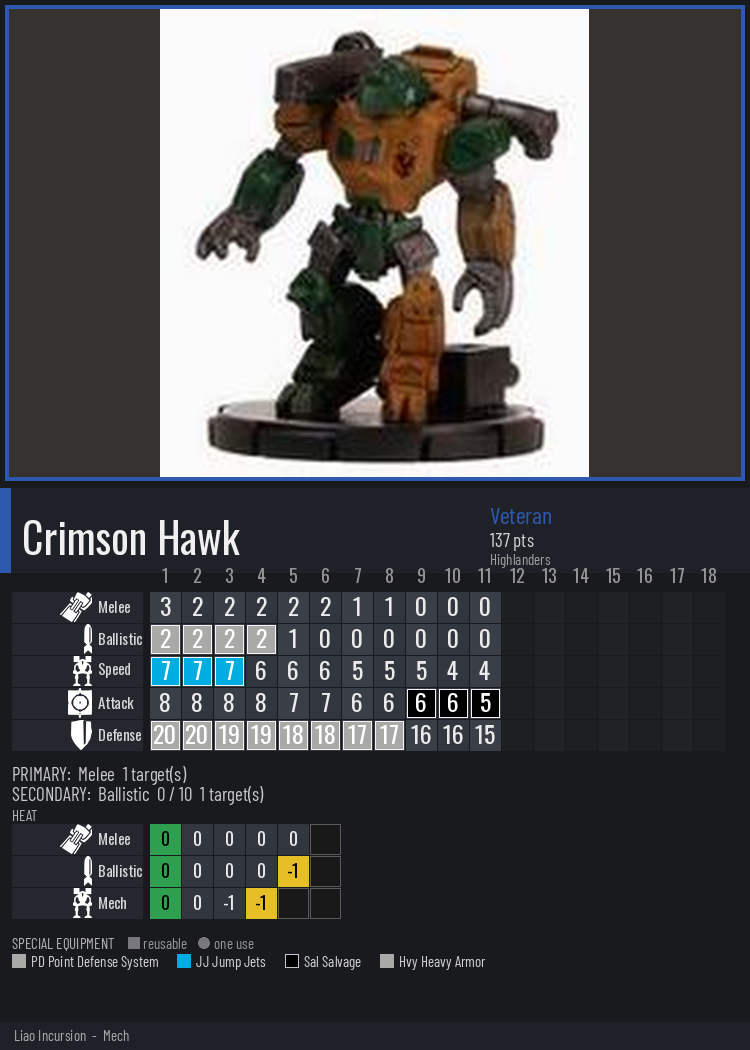 Crimson Hawk
Veteran
137 pts
Highlanders
1 2 3 4 5 6 7 8 9 10 11 12 13 14 15 16 17 18
Melee 3 2 2 2 2 2 1 1 0 0 0
Ballistic 2 2 2 2 1 0 0 0 0 0 0
Speed 7 7 7 6 6 6 5 5 5 4 4
Attack 8 8 8 8 7 7 6 6 6 6 5
Defense 20 20 19 19 18 18 17 17 16 16 15
PRIMARY: Melee 1 target(s)
SECONDARY: Ballistic 0 / 10 1 target(s)
HEAT
Melee 0 0 0 0 0
Ballistic 0 0 0 0 -1
Mech 0 0 -1 -1
SPECIAL EQUIPMENT reusable one use
PD Point Defense System JJ Jump Jets Sal Salvage Hvy Heavy Armor
Liao Incursion - Mech